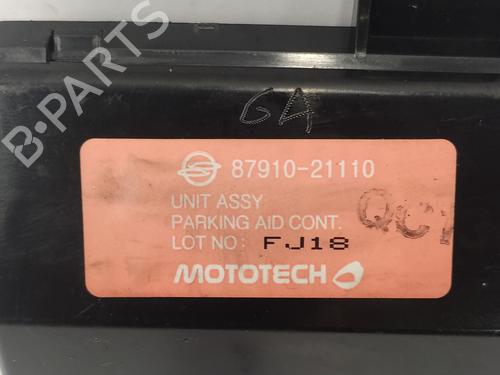 B-PARTS
GA
87910-21110
UNIT ASSY
PARKING AID CONT.
LOT NO: FJ18
MOTOTECH